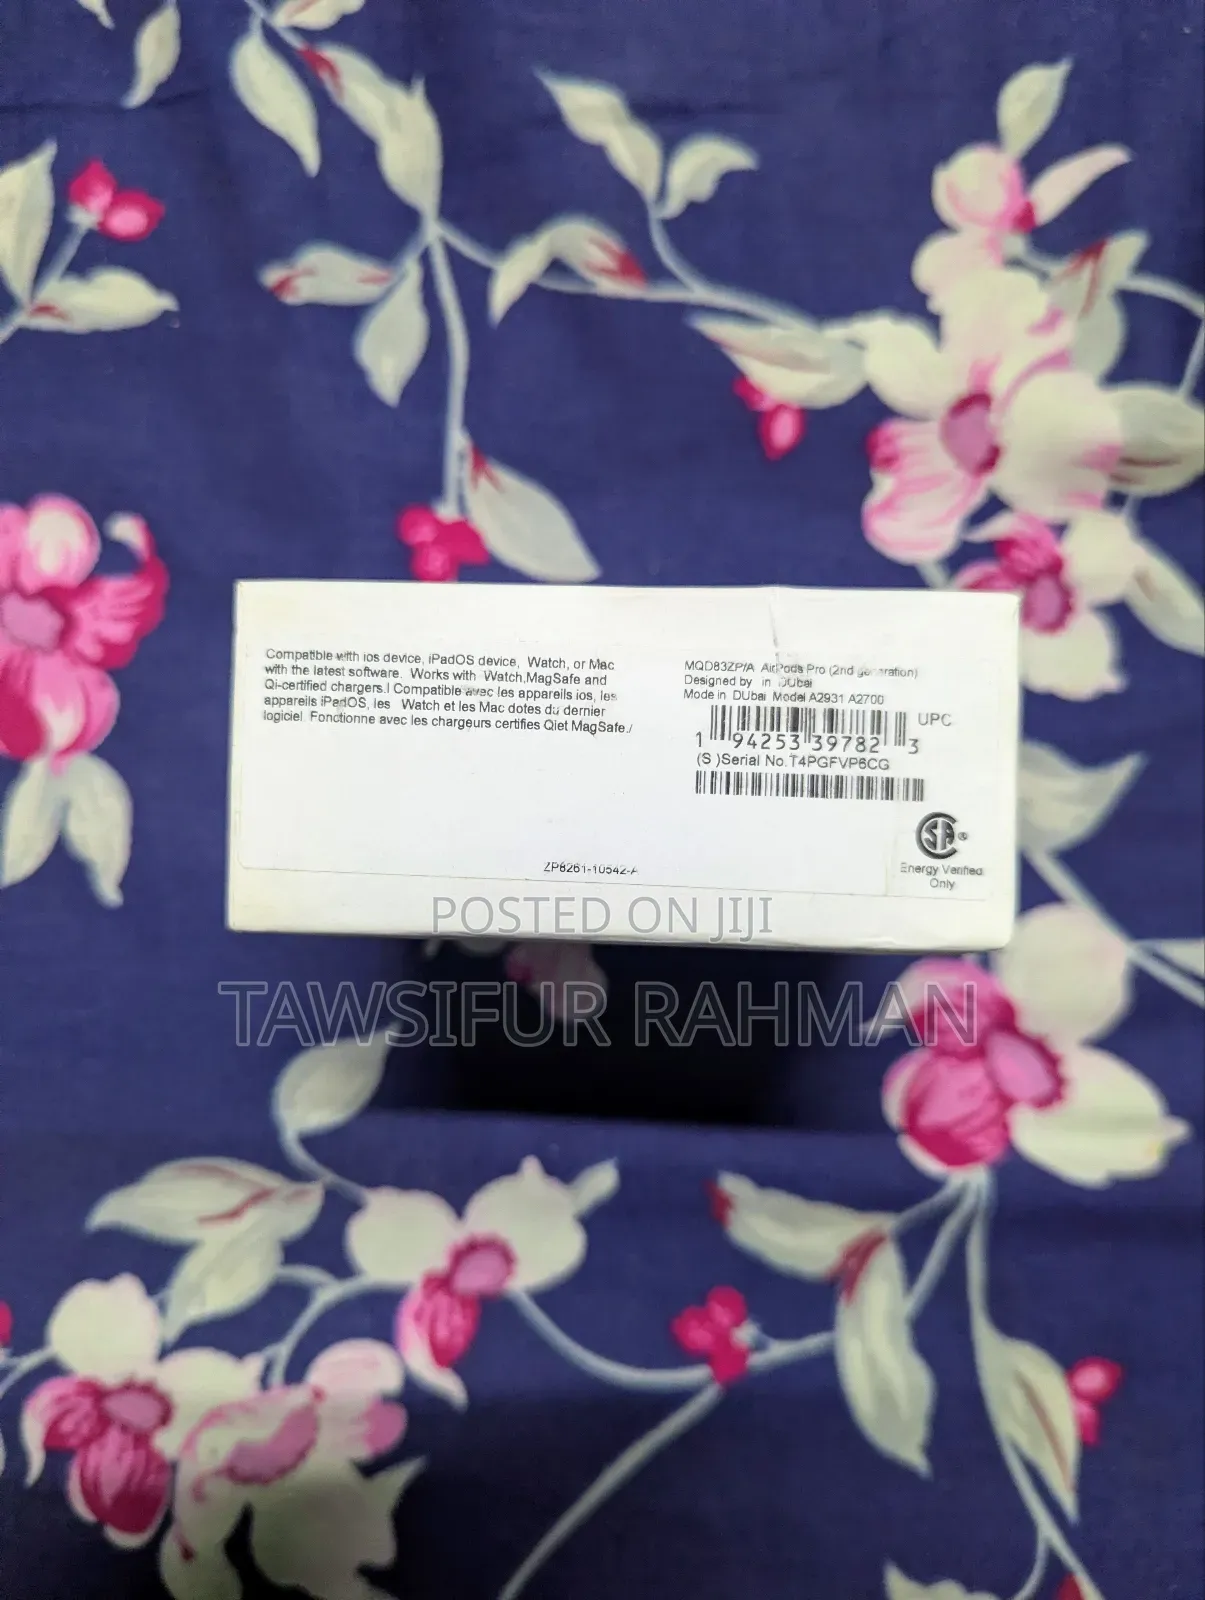 Compatible with ios device, iPadOS device, Watch, or Mac
with the latest software. Works with Watch,MagSafe and
Qi-certified chargers.I Compatible avec les appareils ios, les
appareils iPadOS, les Watch et les Mac dotes du dernier
logiciel. Fonctionne avec les chargeurs certifies Qiet MagSafe./
MQD83ZP/A AirPods Pro (2nd generation)
Designed by in DUbai
Made in DUbai Model A2931 A2700
UPC
1 94253 39782 3
(S )Serial No.T4PGFVP6CG
SA ®
Energy Verified
Only
ZP8261-10542-A
POSTED ON JIJI
TAWSIFUR RAHMAN